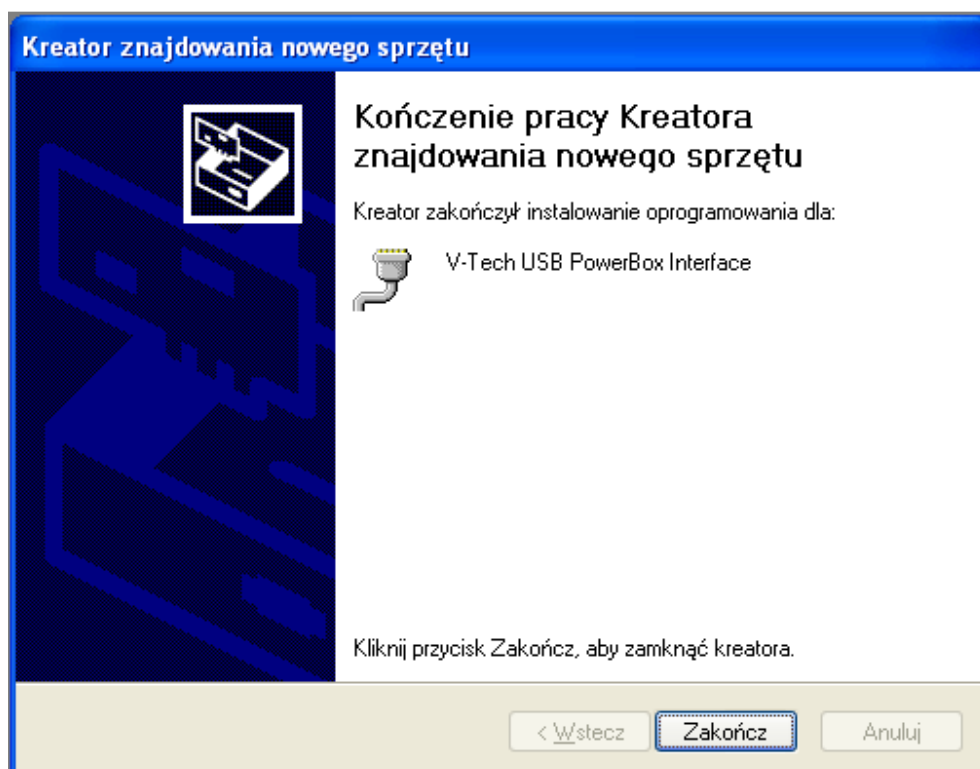 Kreator znajdowania nowego sprzętu
Kończenie pracy Kreatora
znajdowania nowego sprzętu
Kreator zakończył instalowanie oprogramowania dla:
V-Tech USB PowerBox Interface
Kliknij przycisk Zakończ, aby zamknąć kreatora.
< Wstecz
Zakończ
Anuluj